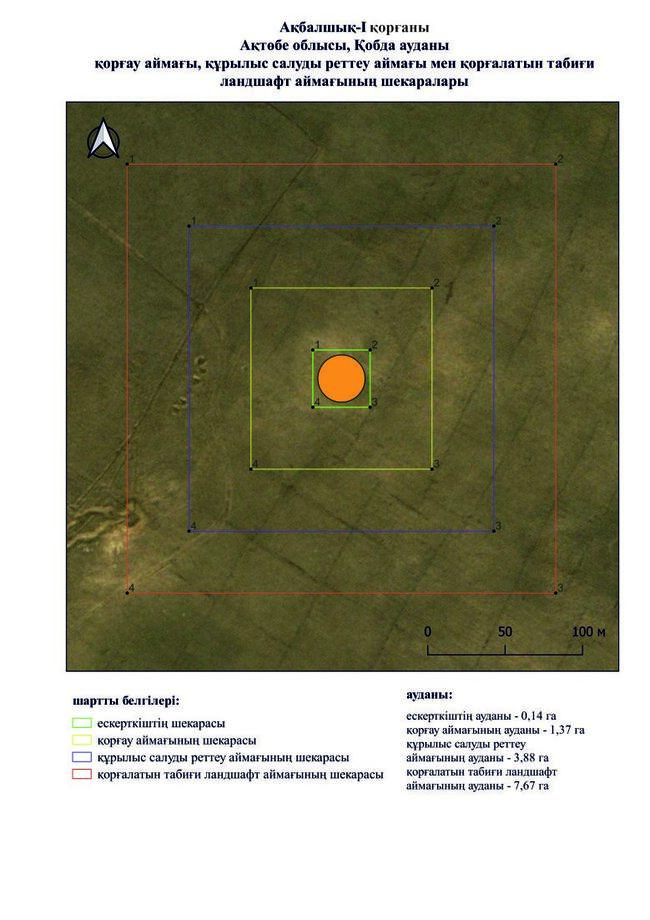 Ақбалшық-І қорғаны
Ақтөбе облысы, Қобда ауданы
қорғау аймағы, құрылыс салуды реттеу аймағы мен қорғалатын табиғи
ландшафт аймағының шекаралары
1
2
1
2
1
2
1
2
4
3
4
3
4
3
4
3
0 50 100 м
шартты белгілері:
ескерткіштің шекарасы
қорғау аймағының шекарасы
құрылыс салуды реттеу аймағының шекарасы
қорғалатын табиғи ландшафт аймағының шекарасы
ауданы:
ескерткіштің ауданы - 0,14 га
қорғау аймағының ауданы - 1,37 га
құрылыс салуды реттеу
аймағының ауданы - 3,88 га
қорғалатын табиғи ландшафт
аймағының ауданы - 7,67 га